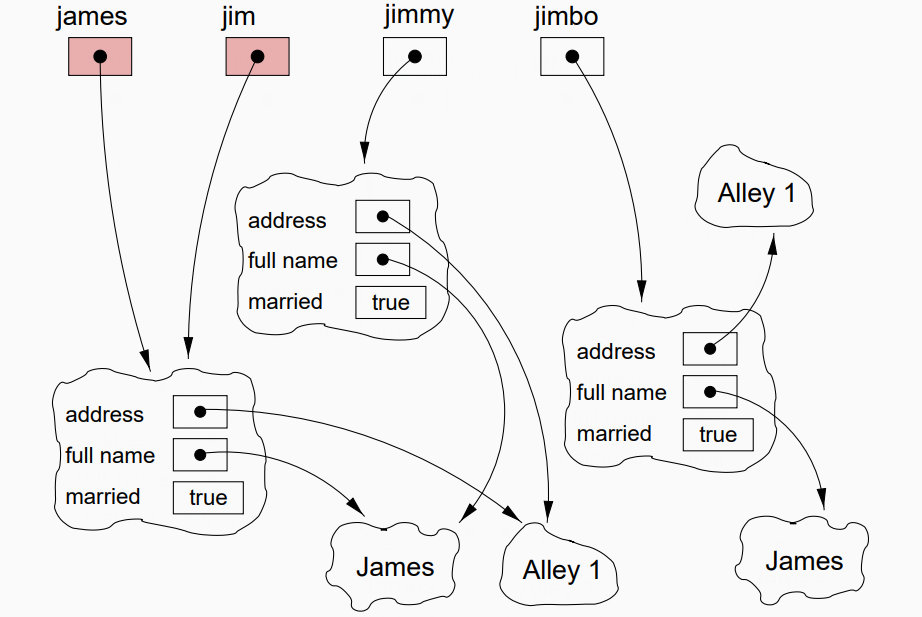 james
jim
jimmy
jimbo
Alley 1
address
full name
married
true
address
full name
married
true
address
full name
married
true
James
Alley 1
James